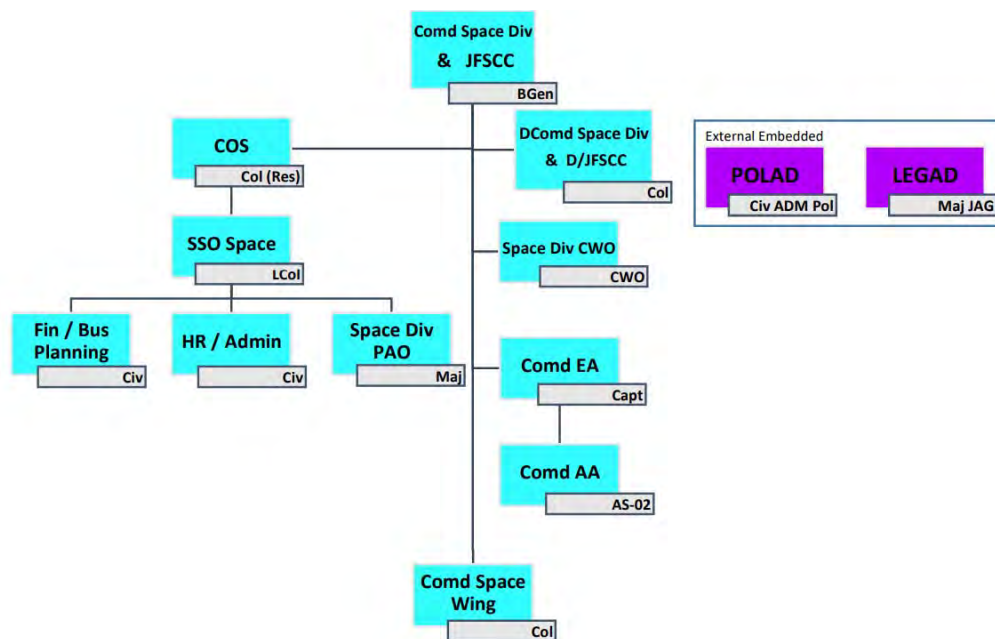 Comd Space Div
& JFSCC
BGen
COS
Col (Res)
DComd Space Div
& D/JFSCC
Col
External Embedded
POLAD
Civ ADM Pol
LEGAD
Maj JAG
SSO Space
LCol
Space Div CWO
CWO
Fin / Bus
Planning
Civ
HR / Admin
Civ
Space Div
PAO
Maj
Comd EA
Capt
Comd AA
AS-02
Comd Space
Wing
Col